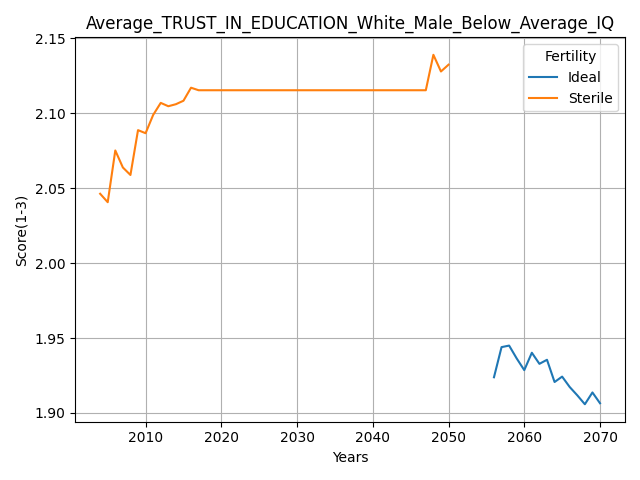 Average_TRUST_IN_EDUCATION_White_Male_Below_Average_IQ
Fertility
Ideal
Sterile
Score(1-3)
2.15
2.10
2.05
2.00
1.95
1.90
2010 2020 2030 2040 2050 2060 2070
Years